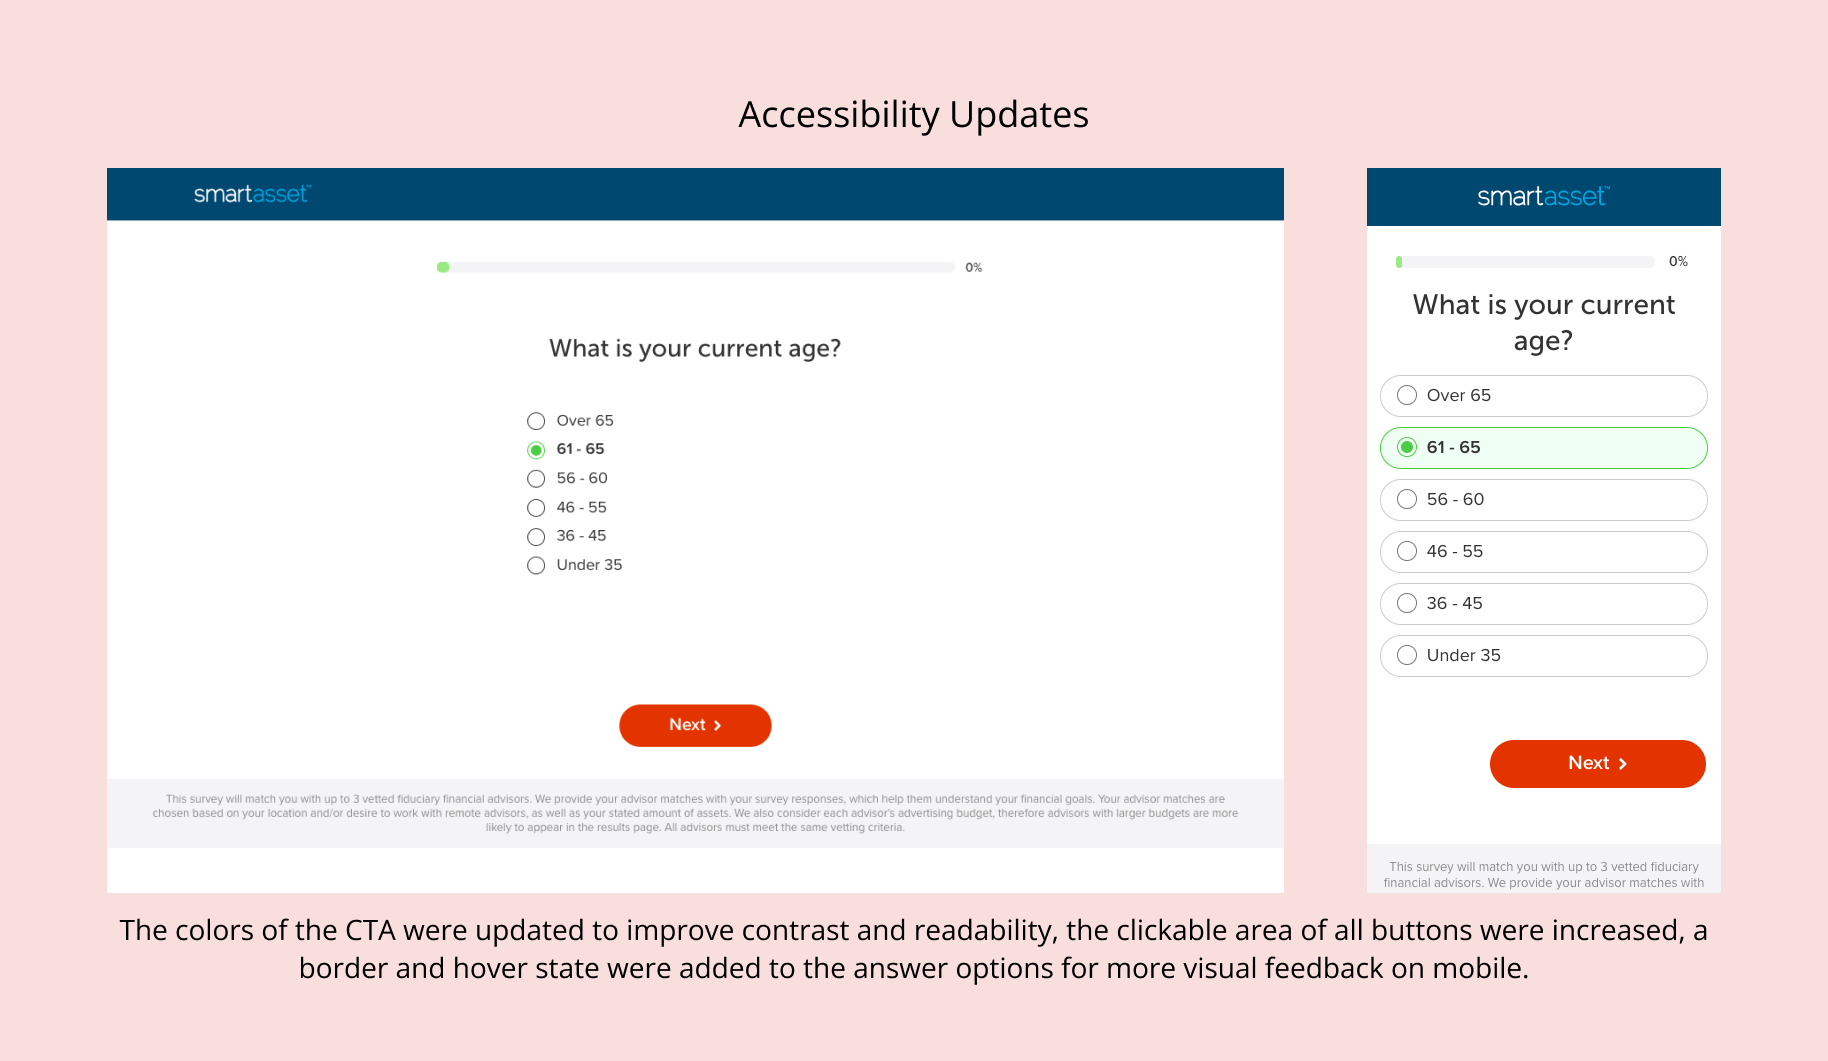 Accessibility Updates
smartasset™
0%
What is your current age?
Over 65
61 - 65
56 - 60
46 - 55
36 - 45
Under 35
Next >
This survey will match you with up to 3 vetted fiduciary financial advisors. We provide your advisor matches with your survey responses, which help them understand your financial goals. Your advisor matches are
chosen based on your location and/or desire to work with remote advisors, as well as your stated amount of assets. We also consider each advisor's advertising budget, therefore advisors with larger budgets are more
likely to appear in the results page. All advisors must meet the same vetting criteria.
smartasset™
0%
What is your current
age?
Over 65
61 - 65
56 - 60
46 - 55
36 - 45
Under 35
Next >
This survey will match you with up to 3 vetted fiduciary
financial advisors. We provide your advisor matches with
The colors of the CTA were updated to improve contrast and readability, the clickable area of all buttons were increased, a
border and hover state were added to the answer options for more visual feedback on mobile.